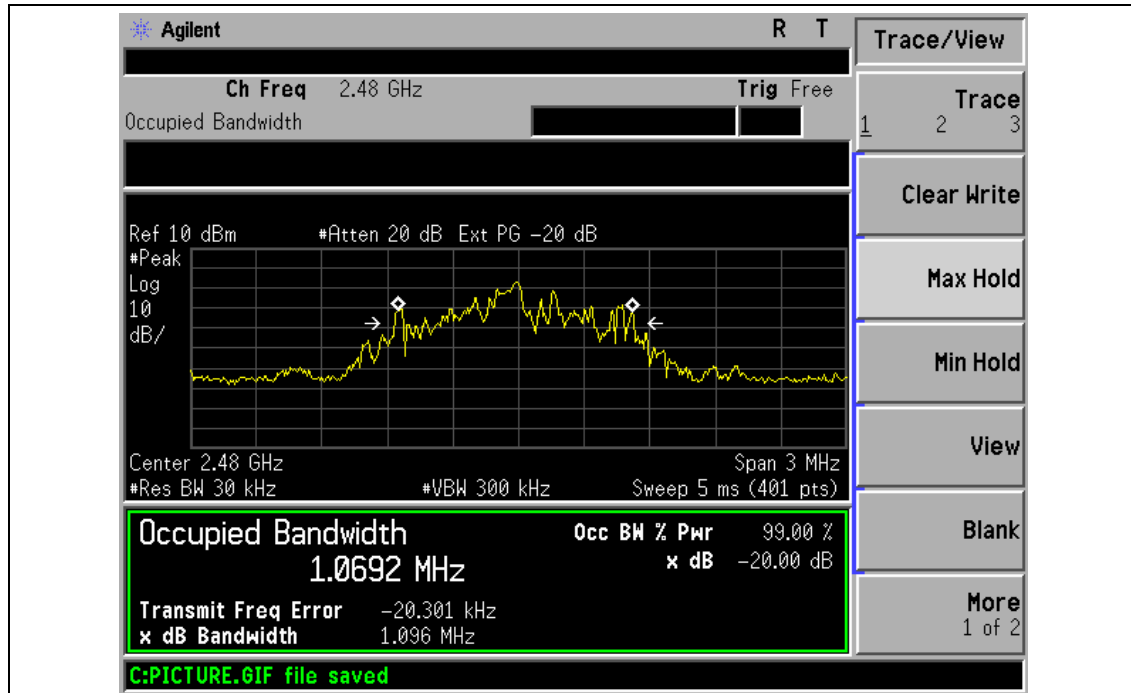 Agilent R T
Ch Freq 2.48 GHz Trig Free
Occupied Bandwidth
Ref 10 dBm #Atten 20 dB Ext PG -20 dB
#Peak
Log
10
dB/
Center 2.48 GHz Span 3 MHz
#Res BW 30 kHz #VBW 300 kHz Sweep 5 ms (401 pts)
Occupied Bandwidth Occ BW % Pwr 99.00 %
1.0692 MHz x dB -20.00 dB
Transmit Freq Error -20.301 kHz
x dB Bandwidth 1.096 MHz
C:PICTURE.GIF file saved
Trace/View
Trace
1 2 3
Clear Write
Max Hold
Min Hold
View
Blank
More
1 of 2